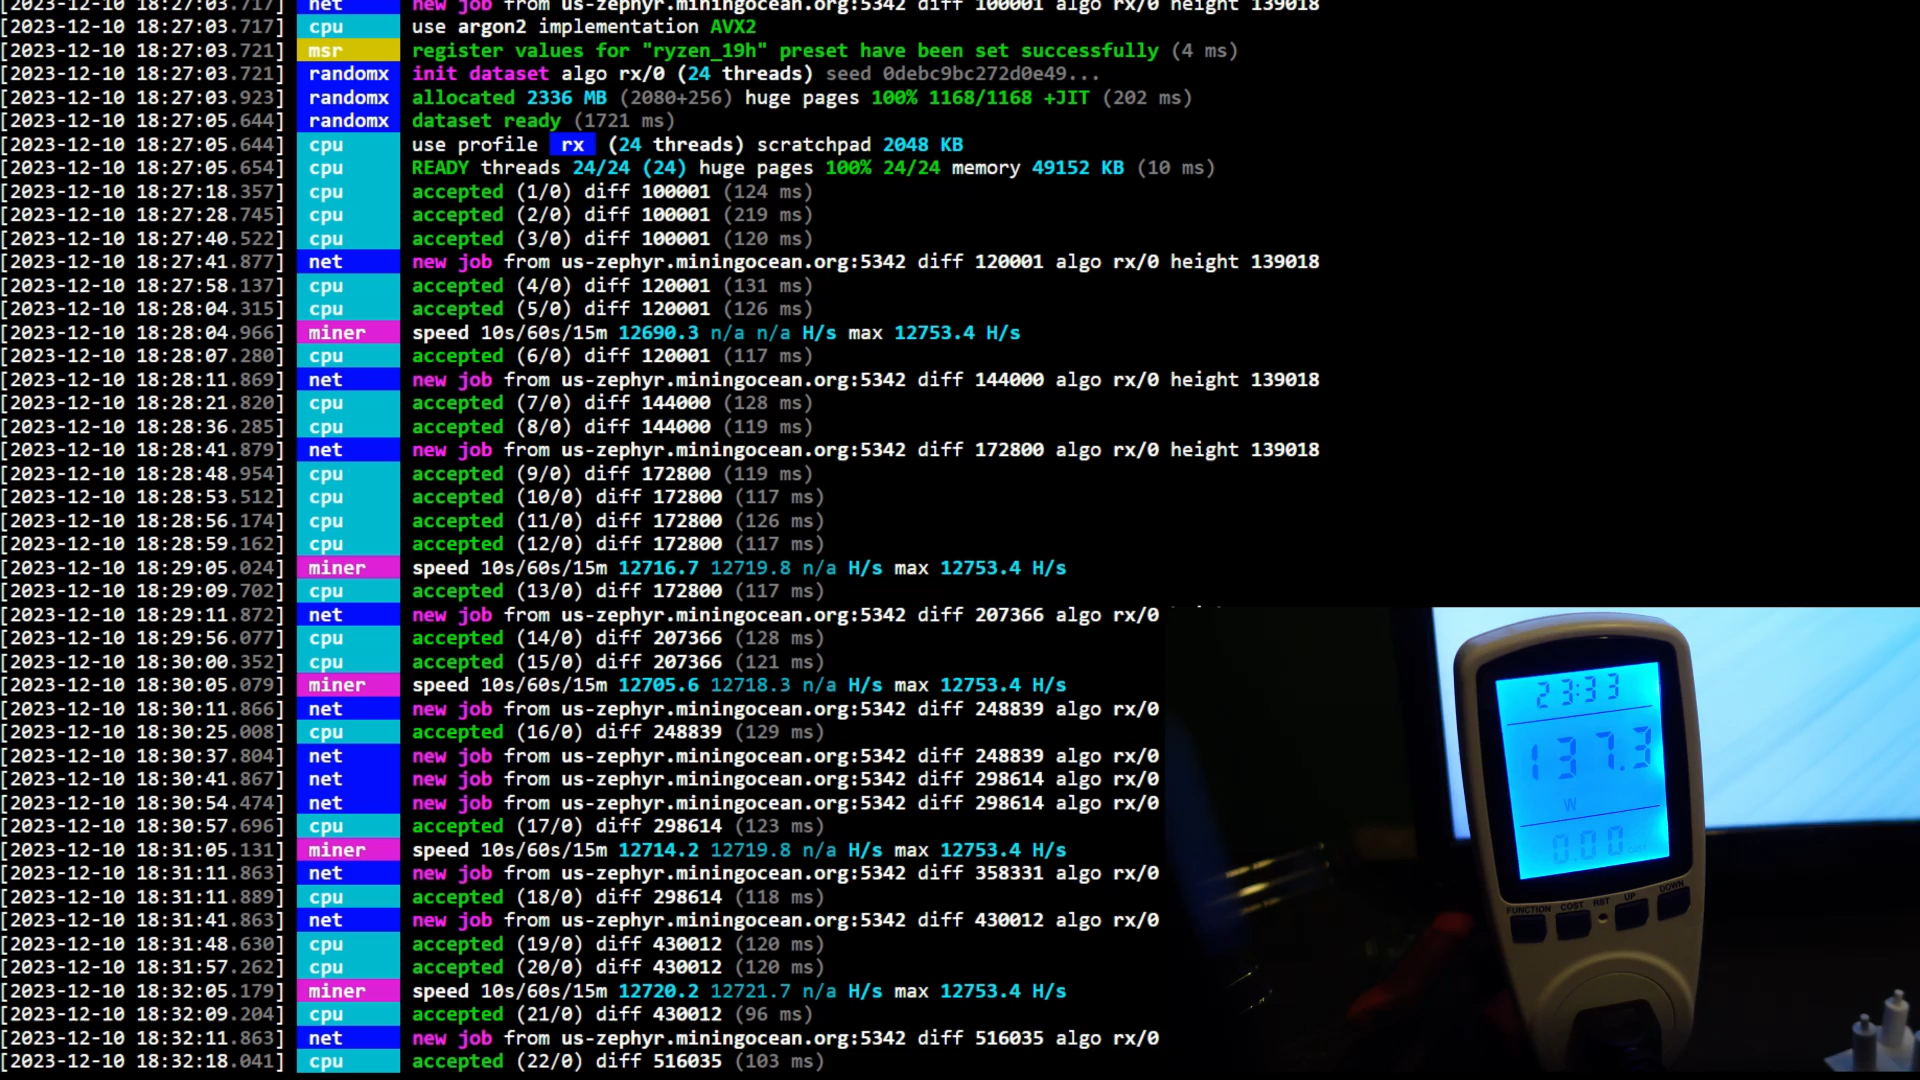 [2023-12-10 18:27:03.717] net new job from us-zephyr.miningocean.org:5342 diff 100001 algo rx/0 height 139018
[2023-12-10 18:27:03.717] cpu use argon2 implementation AVX2
[2023-12-10 18:27:03.721] msr register values for "ryzen_19h" preset have been set successfully (4 ms)
[2023-12-10 18:27:03.721] randomx init dataset algo rx/0 (24 threads) seed 0debc9bc272d0e49...
[2023-12-10 18:27:03.923] randomx allocated 2336 MB (2080+256) huge pages 100% 1168/1168 +JIT (202 ms)
[2023-12-10 18:27:05.644] randomx dataset ready (1721 ms)
[2023-12-10 18:27:05.644] cpu use profile rx (24 threads) scratchpad 2048 KB
[2023-12-10 18:27:05.654] cpu READY threads 24/24 (24) huge pages 100% 24/24 memory 49152 KB (10 ms)
[2023-12-10 18:27:18.357] cpu accepted (1/0) diff 100001 (124 ms)
[2023-12-10 18:27:28.745] cpu accepted (2/0) diff 100001 (219 ms)
[2023-12-10 18:27:40.522] cpu accepted (3/0) diff 100001 (120 ms)
[2023-12-10 18:27:41.877] net new job from us-zephyr.miningocean.org:5342 diff 120001 algo rx/0 height 139018
[2023-12-10 18:27:58.137] cpu accepted (4/0) diff 120001 (131 ms)
[2023-12-10 18:28:04.315] cpu accepted (5/0) diff 120001 (126 ms)
[2023-12-10 18:28:04.966] miner speed 10s/60s/15m 12690.3 n/a n/a H/s max 12753.4 H/s
[2023-12-10 18:28:07.280] cpu accepted (6/0) diff 120001 (117 ms)
[2023-12-10 18:28:11.869] net new job from us-zephyr.miningocean.org:5342 diff 144000 algo rx/0 height 139018
[2023-12-10 18:28:21.820] cpu accepted (7/0) diff 144000 (128 ms)
[2023-12-10 18:28:36.285] cpu accepted (8/0) diff 144000 (119 ms)
[2023-12-10 18:28:41.879] net new job from us-zephyr.miningocean.org:5342 diff 172800 algo rx/0 height 139018
[2023-12-10 18:28:48.954] cpu accepted (9/0) diff 172800 (119 ms)
[2023-12-10 18:28:53.512] cpu accepted (10/0) diff 172800 (117 ms)
[2023-12-10 18:28:56.174] cpu accepted (11/0) diff 172800 (126 ms)
[2023-12-10 18:28:59.162] cpu accepted (12/0) diff 172800 (117 ms)
[2023-12-10 18:29:05.024] miner speed 10s/60s/15m 12716.7 12719.8 n/a H/s max 12753.4 H/s
[2023-12-10 18:29:09.702] cpu accepted (13/0) diff 172800 (117 ms)
[2023-12-10 18:29:11.872] net new job from us-zephyr.miningocean.org:5342 diff 207366 algo rx/0
[2023-12-10 18:29:56.077] cpu accepted (14/0) diff 207366 (128 ms)
[2023-12-10 18:30:00.352] cpu accepted (15/0) diff 207366 (121 ms)
[2023-12-10 18:30:05.079] miner speed 10s/60s/15m 12705.6 12718.3 n/a H/s max 12753.4 H/s
[2023-12-10 18:30:11.866] net new job from us-zephyr.miningocean.org:5342 diff 248839 algo rx/0
[2023-12-10 18:30:25.008] cpu accepted (16/0) diff 248839 (129 ms)
[2023-12-10 18:30:37.804] net new job from us-zephyr.miningocean.org:5342 diff 248839 algo rx/0
[2023-12-10 18:30:41.867] net new job from us-zephyr.miningocean.org:5342 diff 298614 algo rx/0
[2023-12-10 18:30:54.474] net new job from us-zephyr.miningocean.org:5342 diff 298614 algo rx/0
[2023-12-10 18:30:57.696] cpu accepted (17/0) diff 298614 (123 ms)
[2023-12-10 18:31:05.131] miner speed 10s/60s/15m 12714.2 12719.8 n/a H/s max 12753.4 H/s
[2023-12-10 18:31:11.863] net new job from us-zephyr.miningocean.org:5342 diff 358331 algo rx/0
[2023-12-10 18:31:11.889] cpu accepted (18/0) diff 298614 (118 ms)
[2023-12-10 18:31:41.863] net new job from us-zephyr.miningocean.org:5342 diff 430012 algo rx/0
[2023-12-10 18:31:48.630] cpu accepted (19/0) diff 430012 (120 ms)
[2023-12-10 18:31:57.262] cpu accepted (20/0) diff 430012 (120 ms)
[2023-12-10 18:32:05.179] miner speed 10s/60s/15m 12720.2 12721.7 n/a H/s max 12753.4 H/s
[2023-12-10 18:32:09.204] cpu accepted (21/0) diff 430012 (96 ms)
[2023-12-10 18:32:11.863] net new job from us-zephyr.miningocean.org:5342 diff 516035 algo rx/0
[2023-12-10 18:32:18.041] cpu accepted (22/0) diff 516035 (103 ms)
23:33
137.3
W
0.00
FUNCTION COST RST UP DOWN